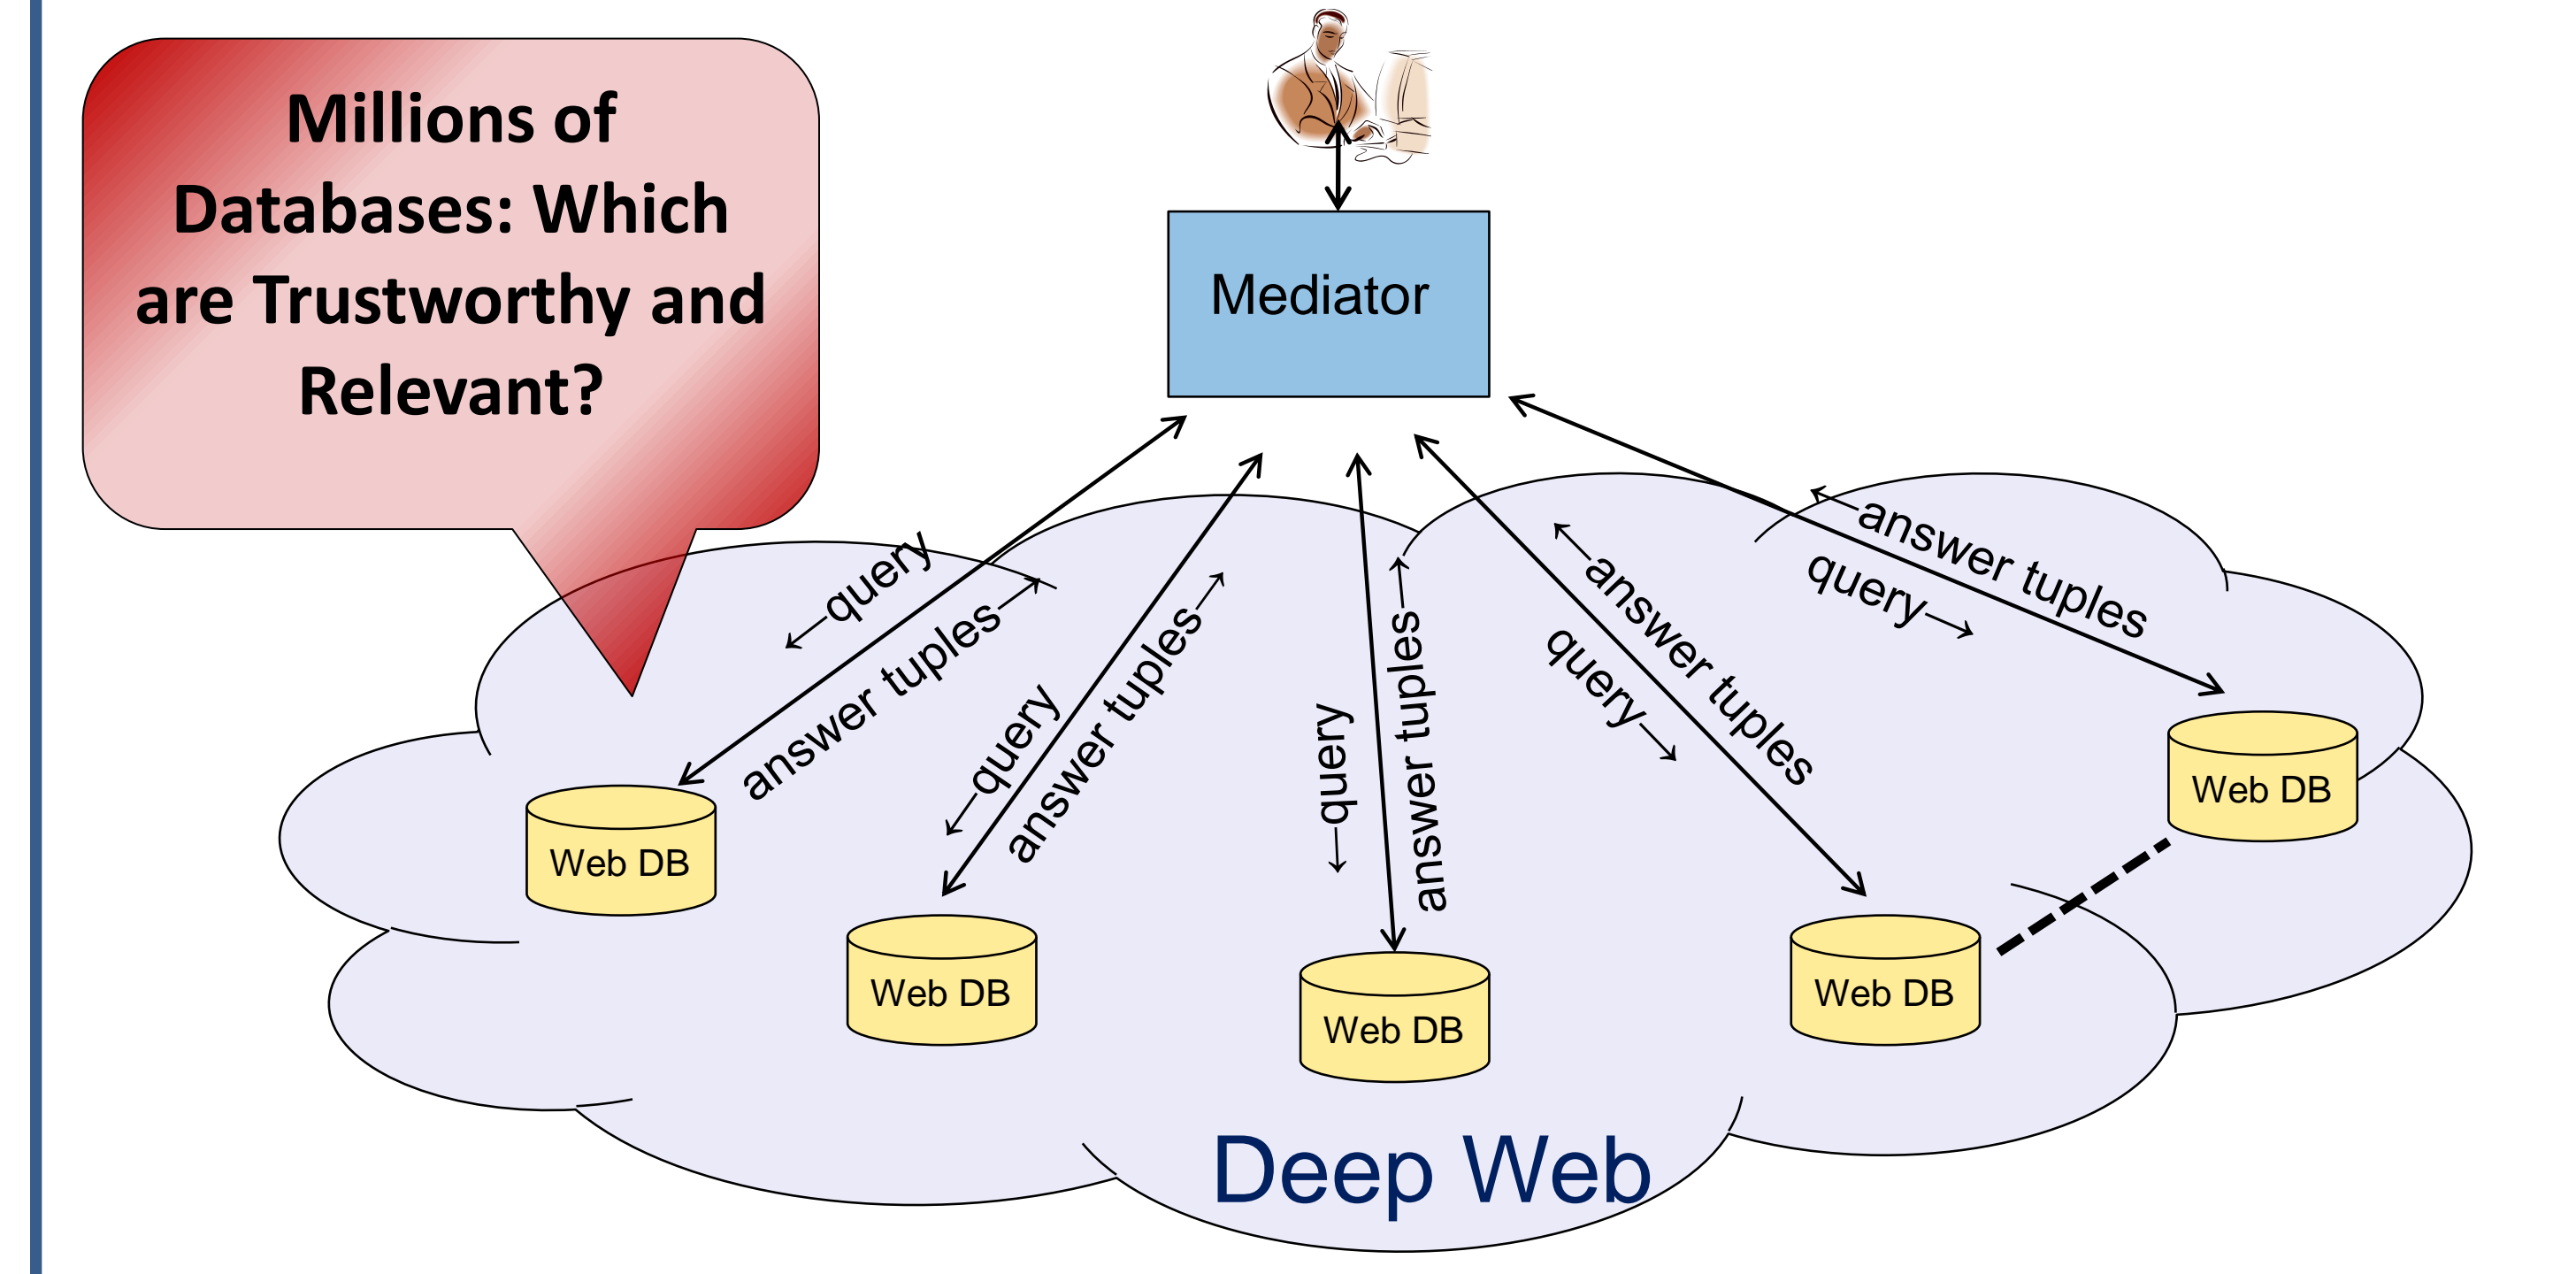 Millions of
Databases: Which
are Trustworthy and
Relevant?
Mediator
←query
answer tuples→
←query
answer tuples→
←query
answer tuples→
←answer tuples
query→
←answer tuples
query→
Web DB
Web DB
Web DB
Web DB
Web DB
Deep Web